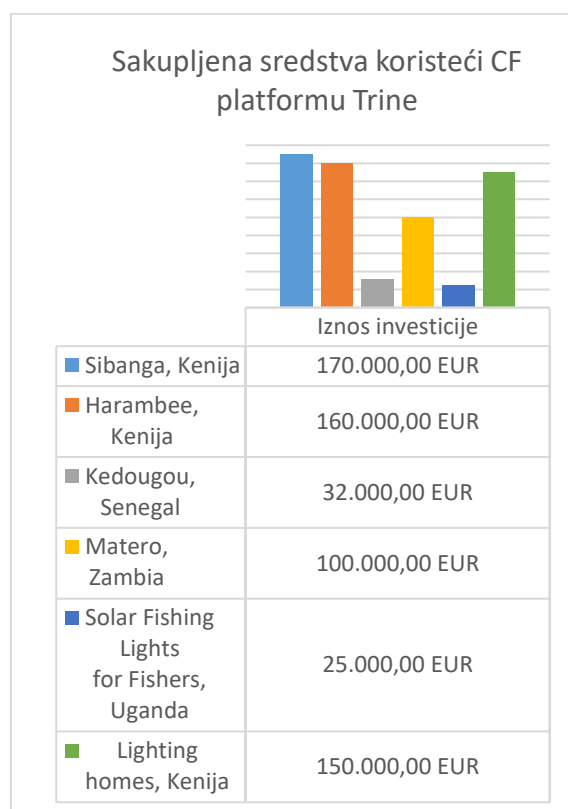 Sakupljena sredstva koristeći CF
platformu Trine
Iznos investicije
Sibanga, Kenija 170.000,00 EUR
Harambee,
Kenija
160.000,00 EUR
Kedougou,
Senegal
32.000,00 EUR
Matero,
Zambia
100.000,00 EUR
Solar Fishing
Lights
for Fishers,
Uganda
25.000,00 EUR
Lighting
homes, Kenija
150.000,00 EUR